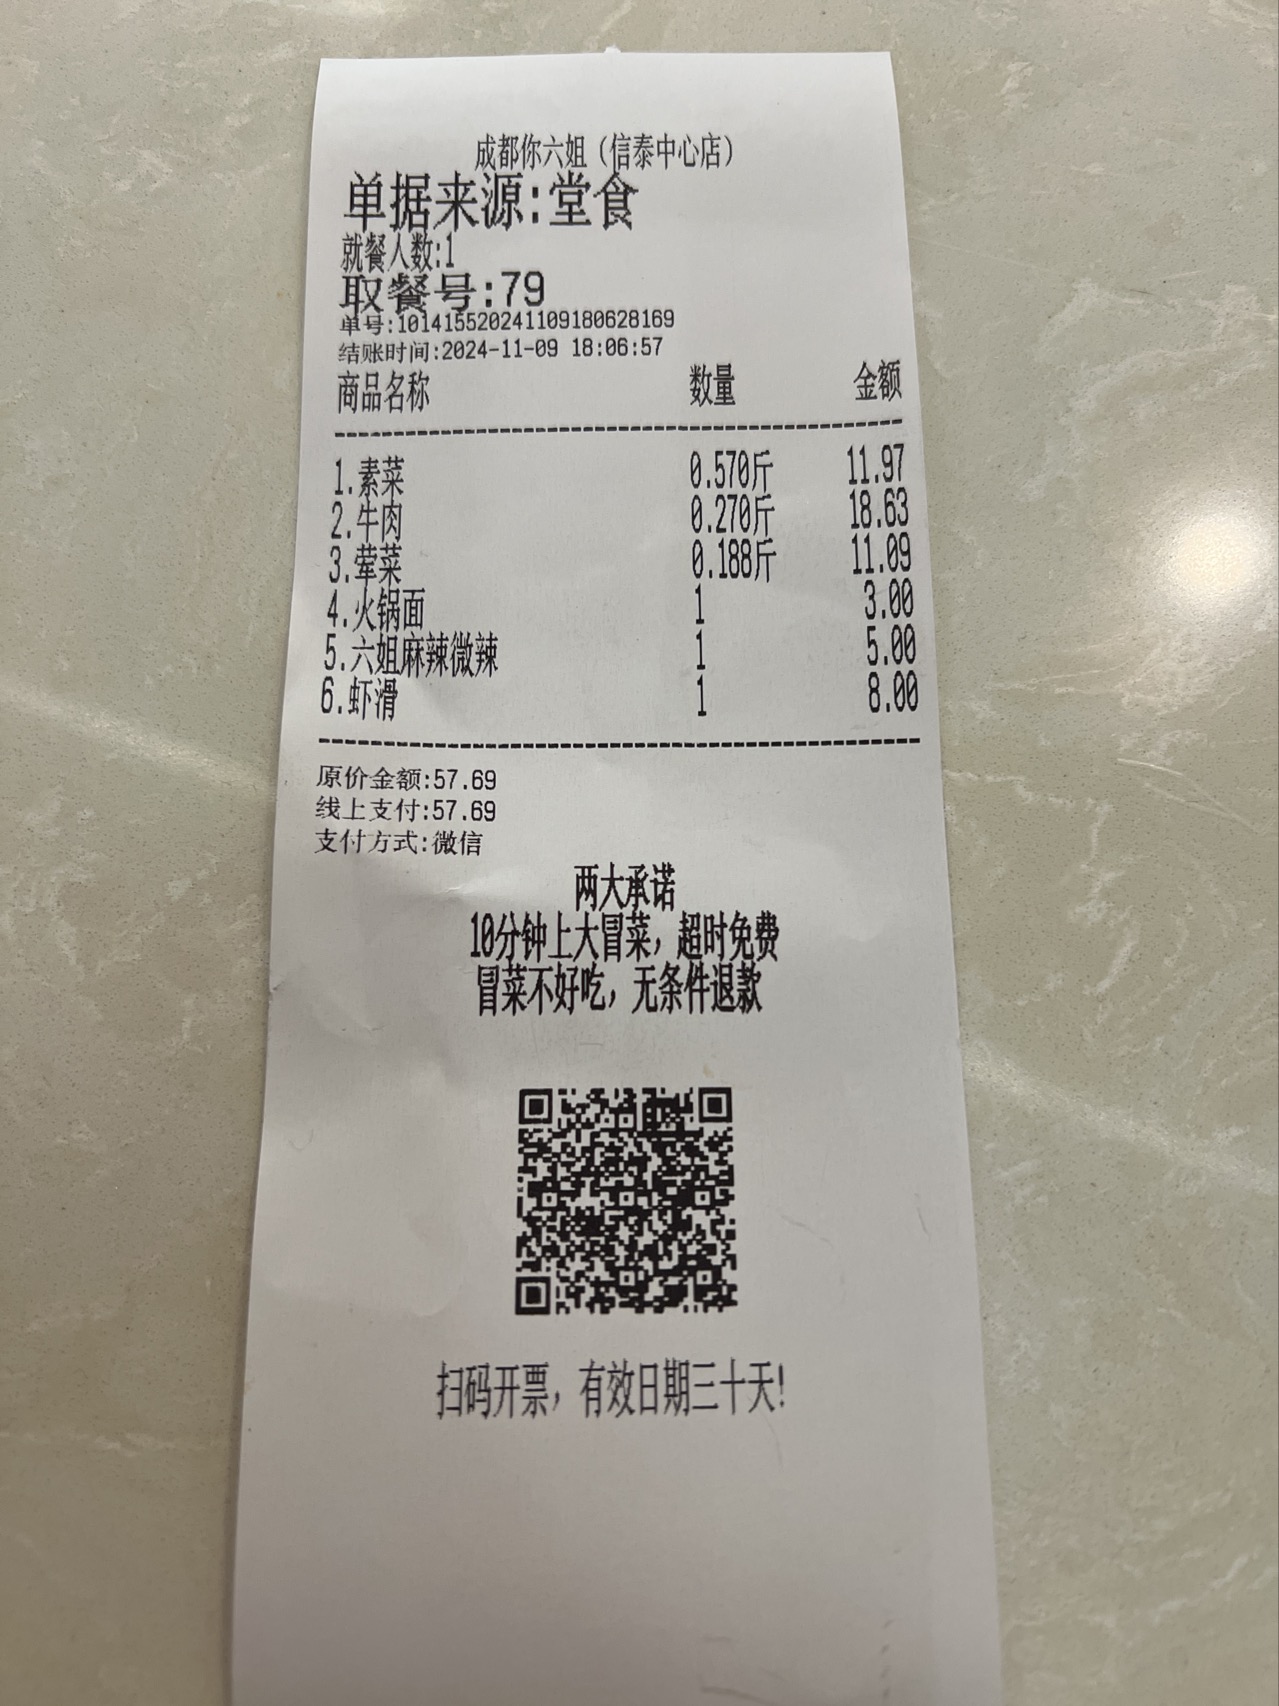 成都你六姐（信泰中心店）
单据来源:堂食
就餐人数:1
取餐号:79
单号:101415520241109180628169
结账时间:2024-11-09 18:06:57
商品名称 数量 金额
1.素菜 0.570斤 11.97
2.牛肉 0.270斤 18.63
3.荤菜 0.188斤 11.09
4.火锅面 1 3.00
5.六姐麻辣微辣 1 5.00
6.虾滑 1 8.00
原价金额:57.69
线上支付:57.69
支付方式:微信
两大承诺
10分钟上大冒菜，超时免费
冒菜不好吃，无条件退款
扫码开票，有效日期三十天!